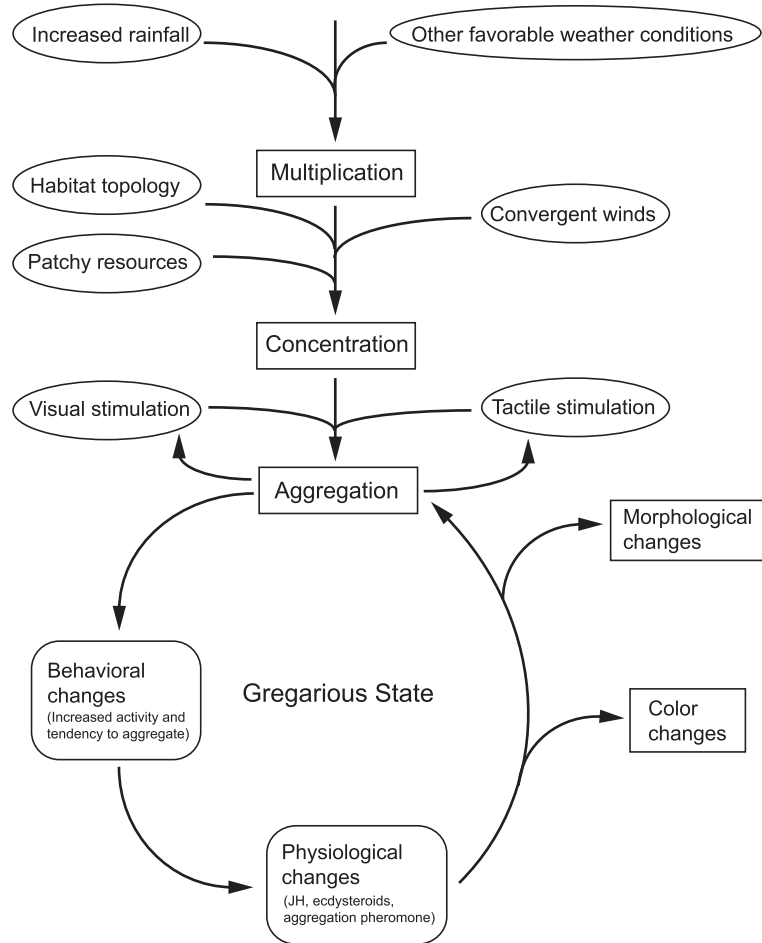 Increased rainfall
Other favorable weather conditions
Multiplication
Habitat topology
Convergent winds
Patchy resources
Concentration
Visual stimulation
Tactile stimulation
Aggregation
Morphological
changes
Behavioral
changes
(Increased activity and
tendency to aggregate)
Gregarious State
Color
changes
Physiological
changes
(JH, ecdysteroids,
aggregation pheromone)